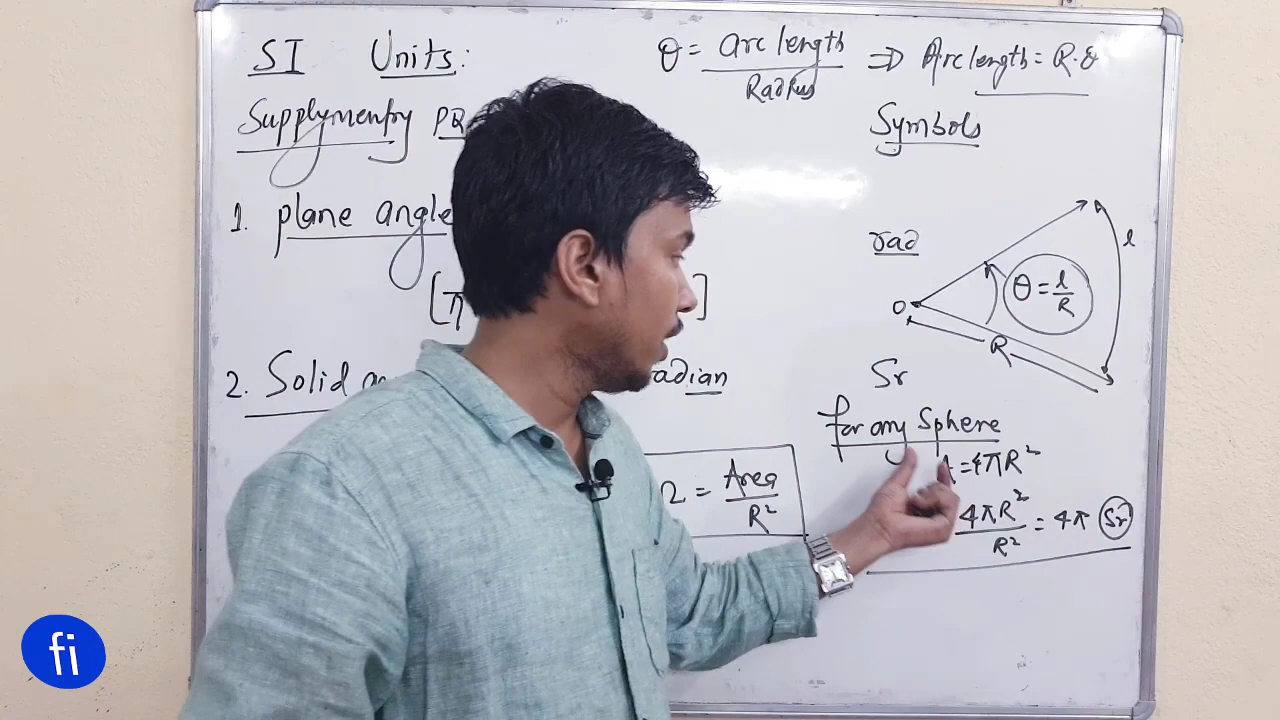 SI Units:
θ = Arc length / Radius ⇒ Arc length = R.θ
Supplymentry PQ
Symbols
1. plane angle
rad
[π
]
θ = l/R
l
O
R
2. Solid a
radian
Sr
for any Sphere
A = 4πR²
Ω = Area / R²
4πR² / R² = 4π Sr
fi